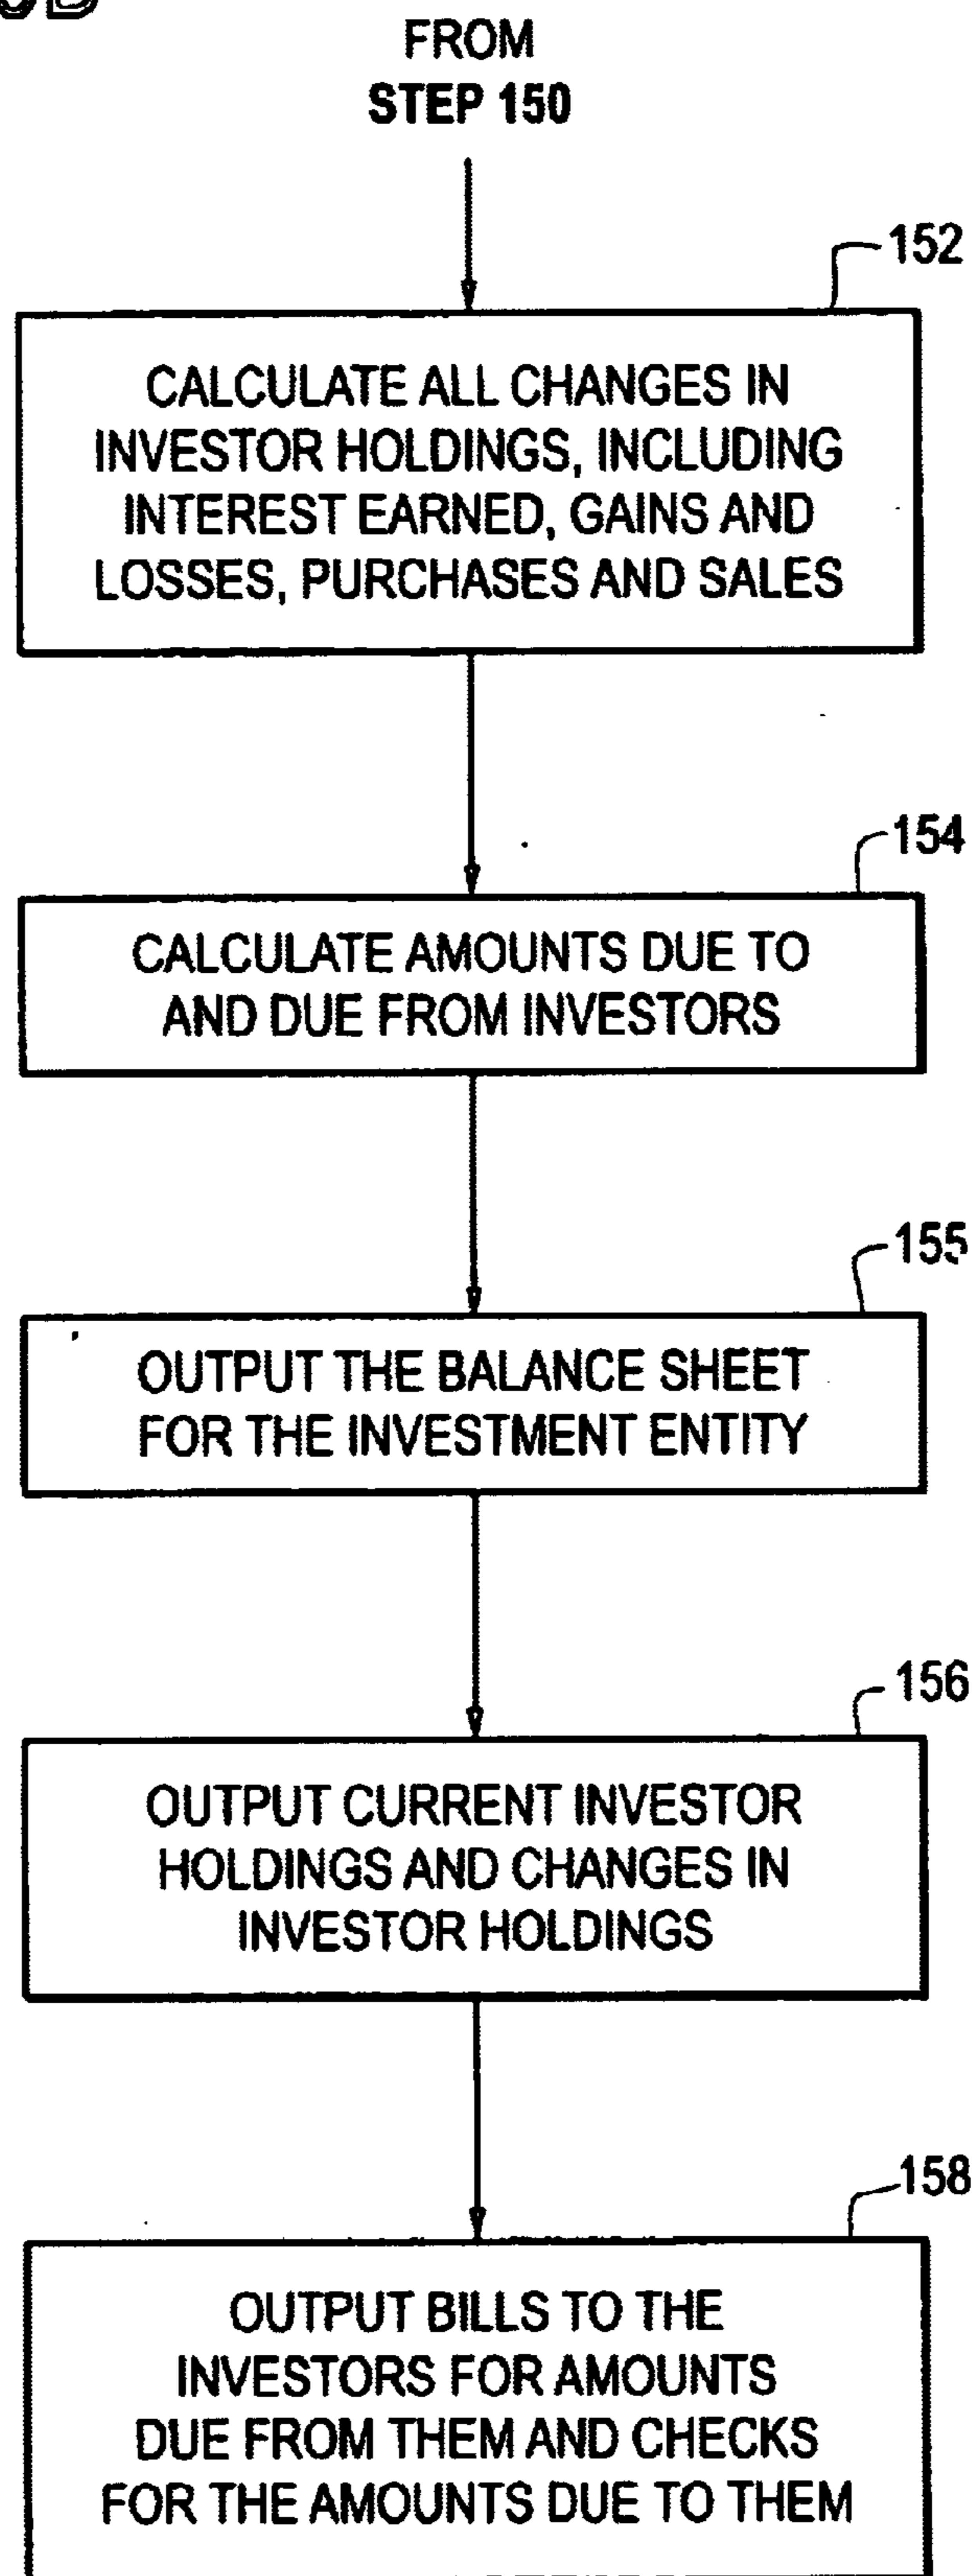 FROM
STEP 150
152
CALCULATE ALL CHANGES IN
INVESTOR HOLDINGS, INCLUDING
INTEREST EARNED, GAINS AND
LOSSES, PURCHASES AND SALES
154
CALCULATE AMOUNTS DUE TO
AND DUE FROM INVESTORS
155
OUTPUT THE BALANCE SHEET
FOR THE INVESTMENT ENTITY
156
OUTPUT CURRENT INVESTOR
HOLDINGS AND CHANGES IN
INVESTOR HOLDINGS
158
OUTPUT BILLS TO THE
INVESTORS FOR AMOUNTS
DUE FROM THEM AND CHECKS
FOR THE AMOUNTS DUE TO THEM